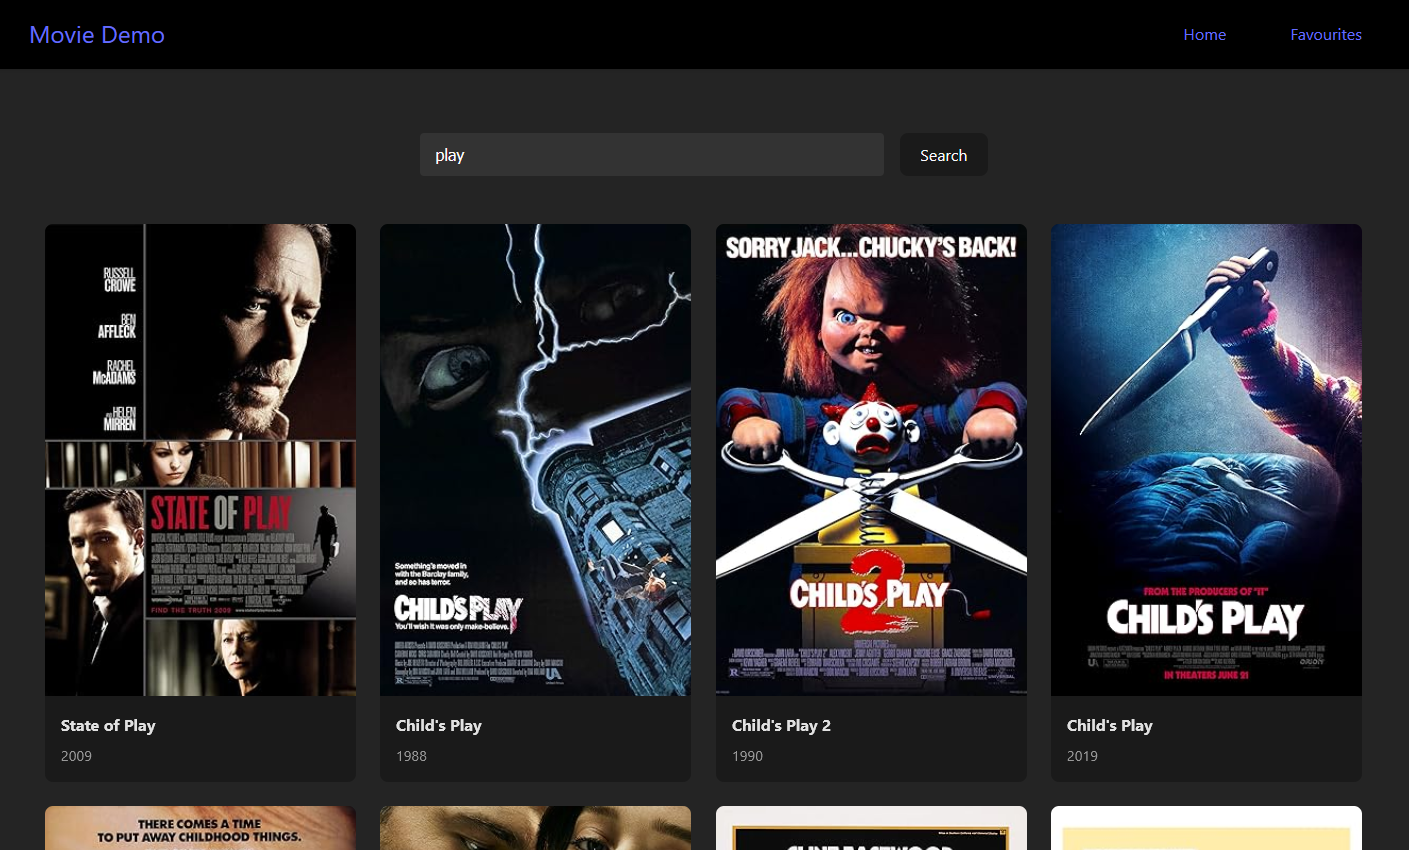 Movie Demo
Home
Favourites
play
Search
RUSSELL
CROWE
BEN
AFFLECK
RACHEL
McADAMS
AND HELEN
MIRREN
STATE OF PLAY
FIND THE TRUTH 2009
Something's moved in
with the Barclay family,
and so has terror.
CHILD'S PLAY
You'll wish it was only make-believe.
SORRY JACK...CHUCKY'S BACK!
2
CHILD'S PLAY
FROM THE PRODUCERS OF "IT"
CHILD'S PLAY
IN THEATERS JUNE 21
State of Play
Child's Play
Child's Play 2
Child's Play
2009
1988
1990
2019
THERE COMES A TIME
TO PUT AWAY CHILDHOOD THINGS.
CLINT EASTWOOD